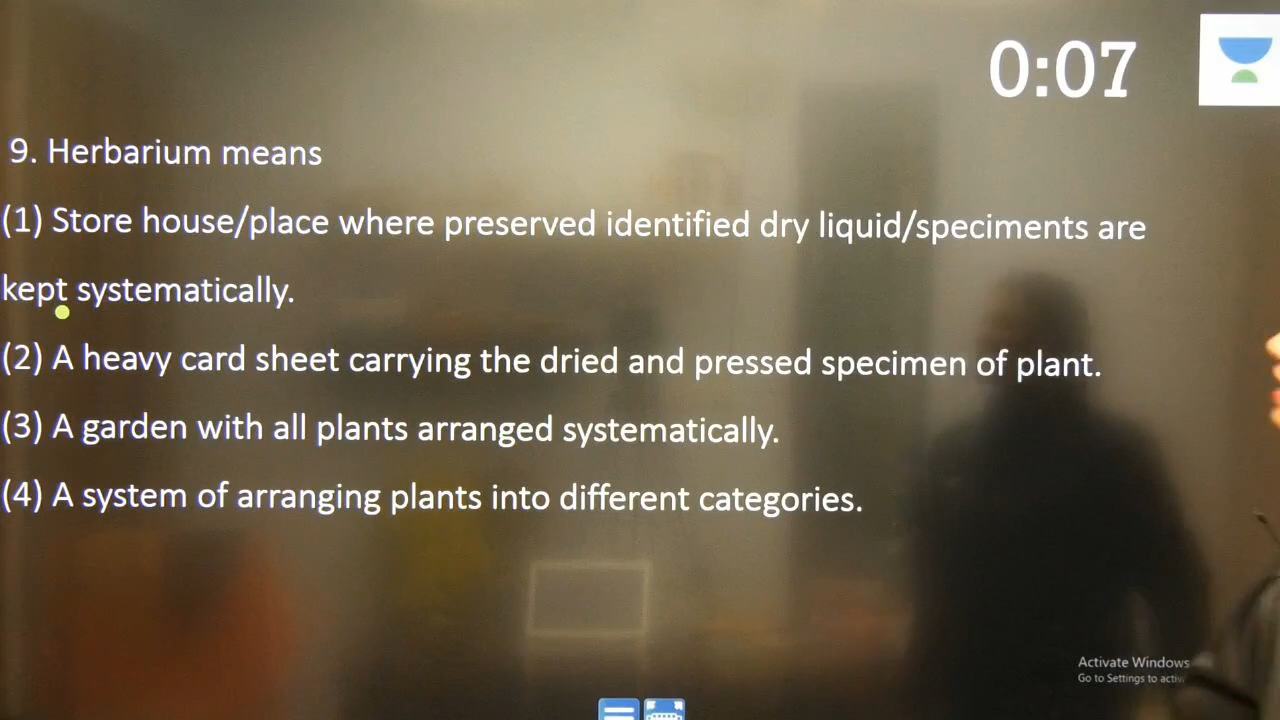 0:07
9. Herbarium means
(1) Store house/place where preserved identified dry liquid/speciments are
kept systematically.
(2) A heavy card sheet carrying the dried and pressed specimen of plant.
(3) A garden with all plants arranged systematically.
(4) A system of arranging plants into different categories.
Activate Windows
Go to Settings to